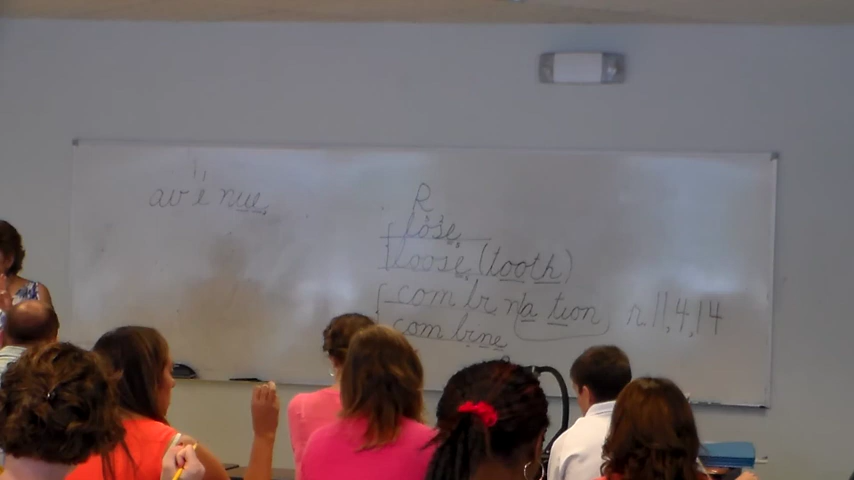 av e nue
R
lose
loose (tooth)
com bi na tion r 11, 4, 14
com bine